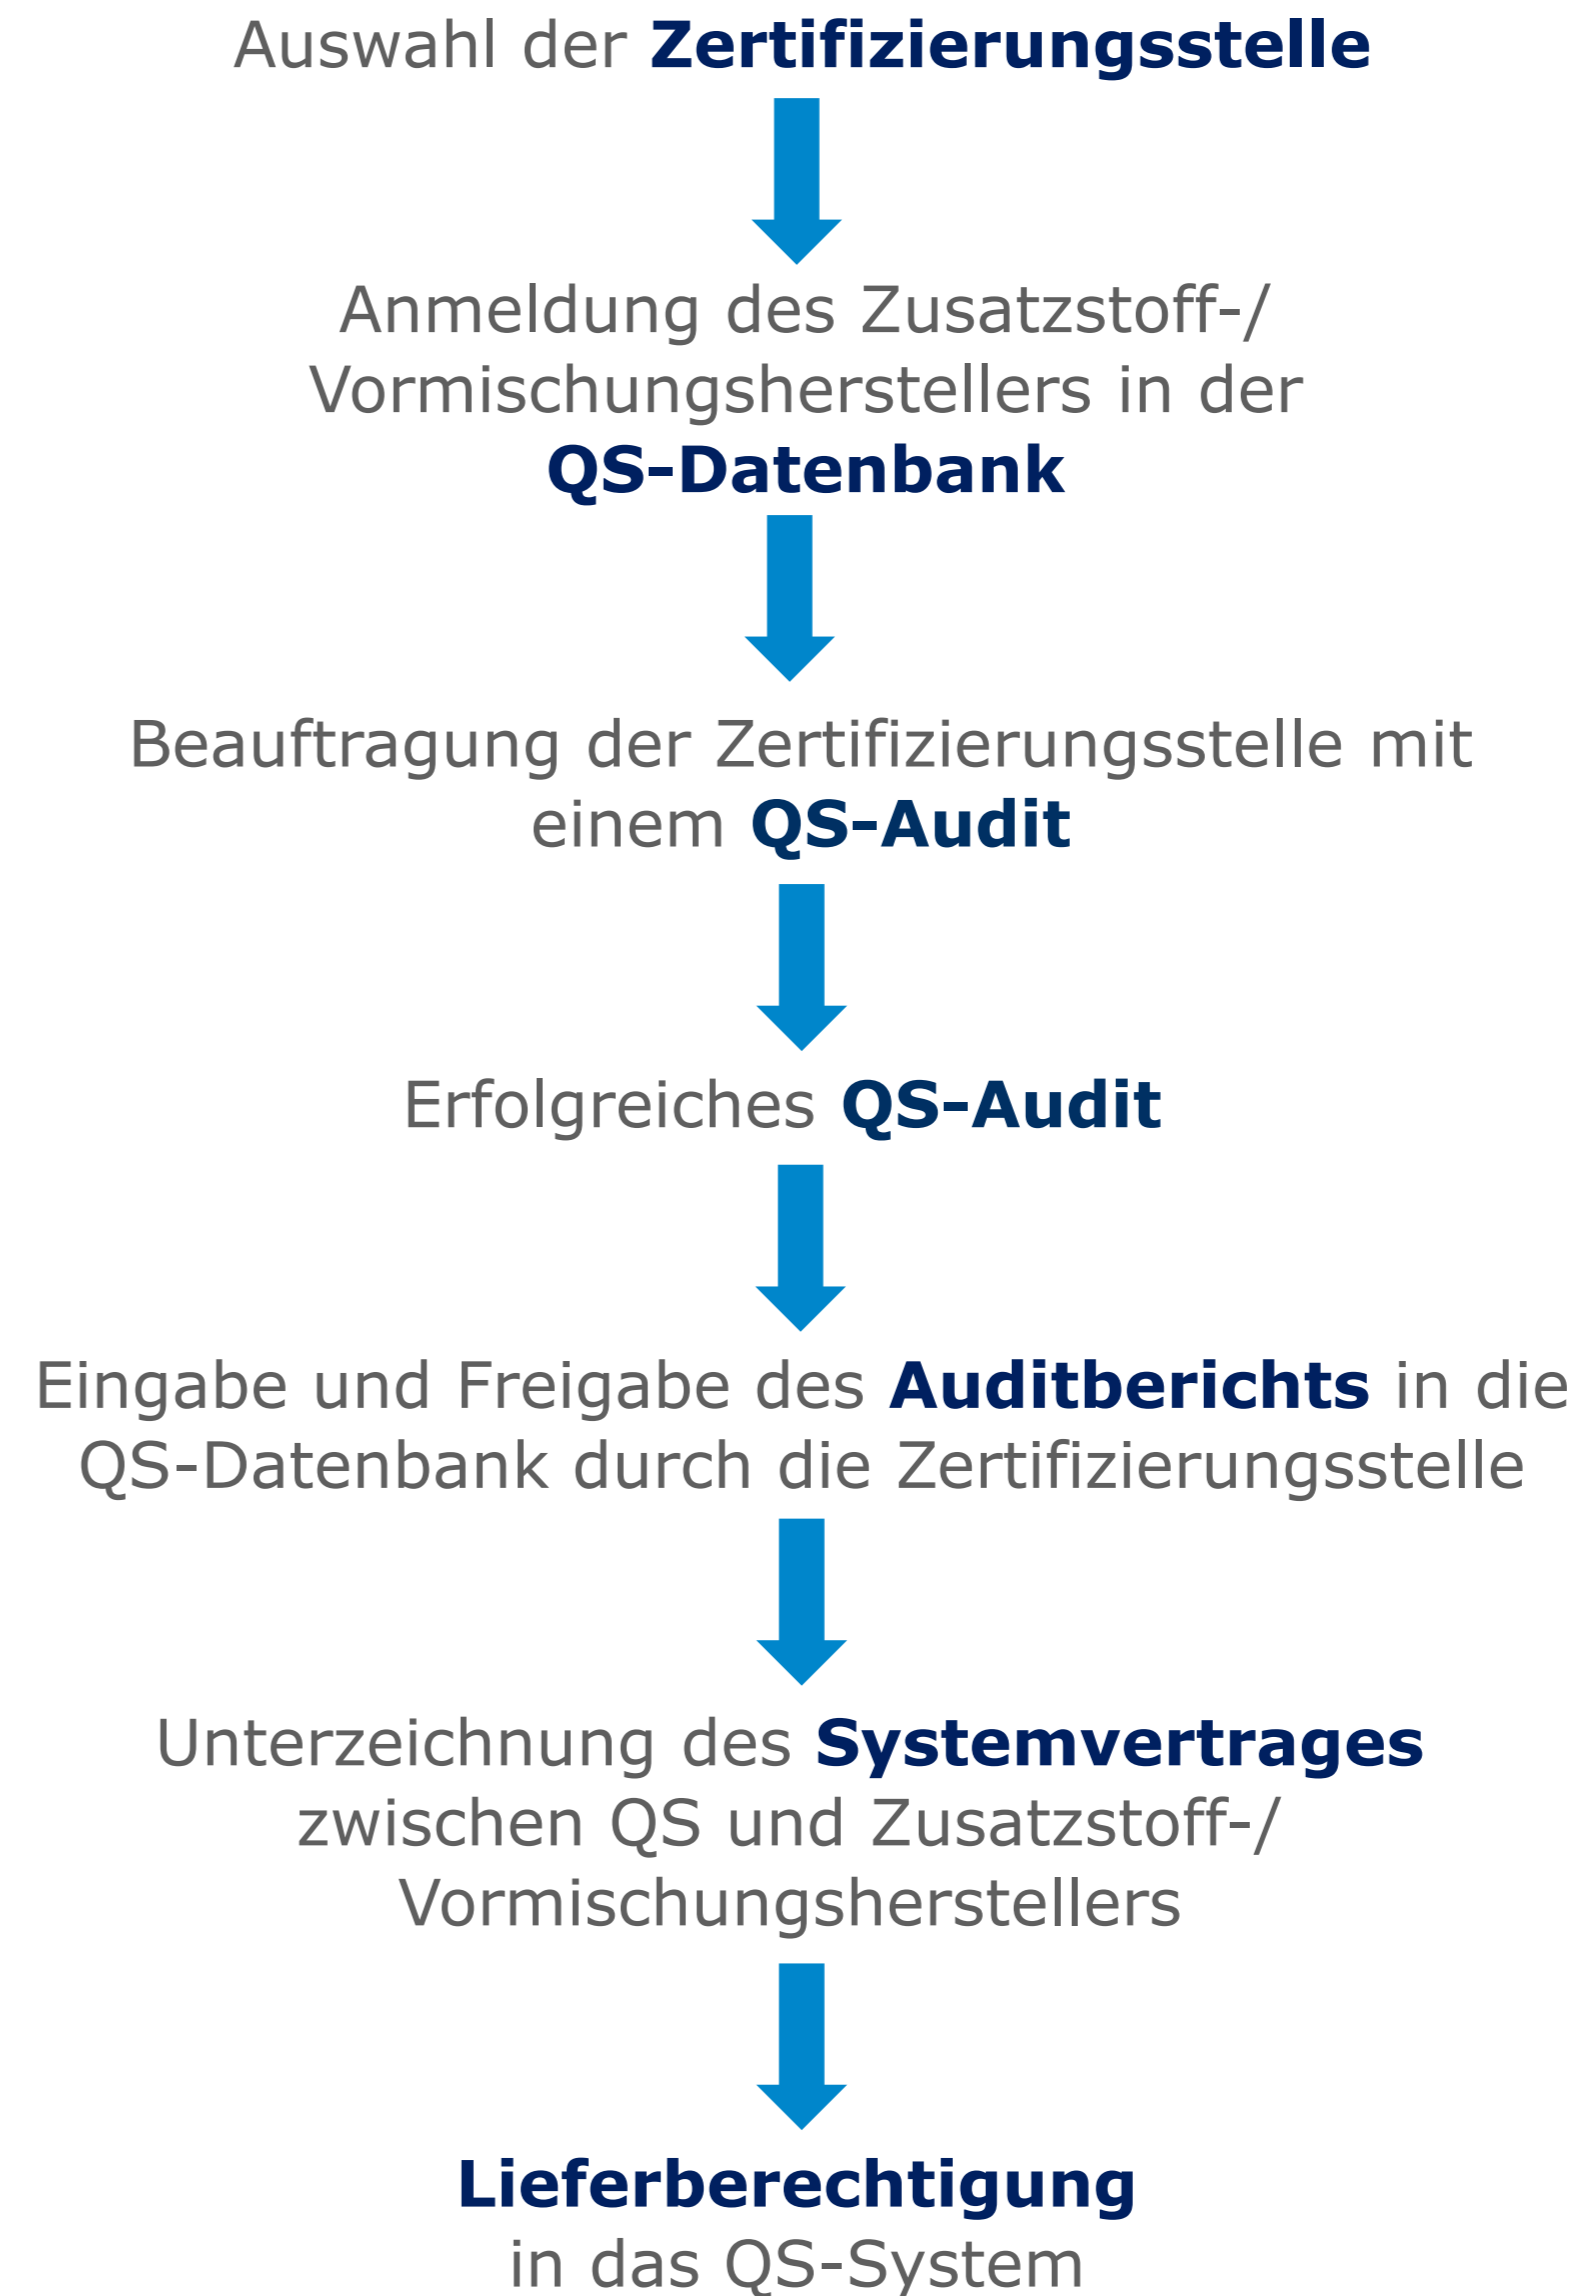 Auswahl der Zertifizierungsstelle
Anmeldung des Zusatzstoff-/
Vormischungsherstellers in der
QS-Datenbank
Beauftragung der Zertifizierungsstelle mit
einem QS-Audit
Erfolgreiches QS-Audit
Eingabe und Freigabe des Auditberichts in die
QS-Datenbank durch die Zertifizierungsstelle
Unterzeichnung des Systemvertrages
zwischen QS und Zusatzstoff-/
Vormischungsherstellers
Lieferberechtigung
in das QS-System